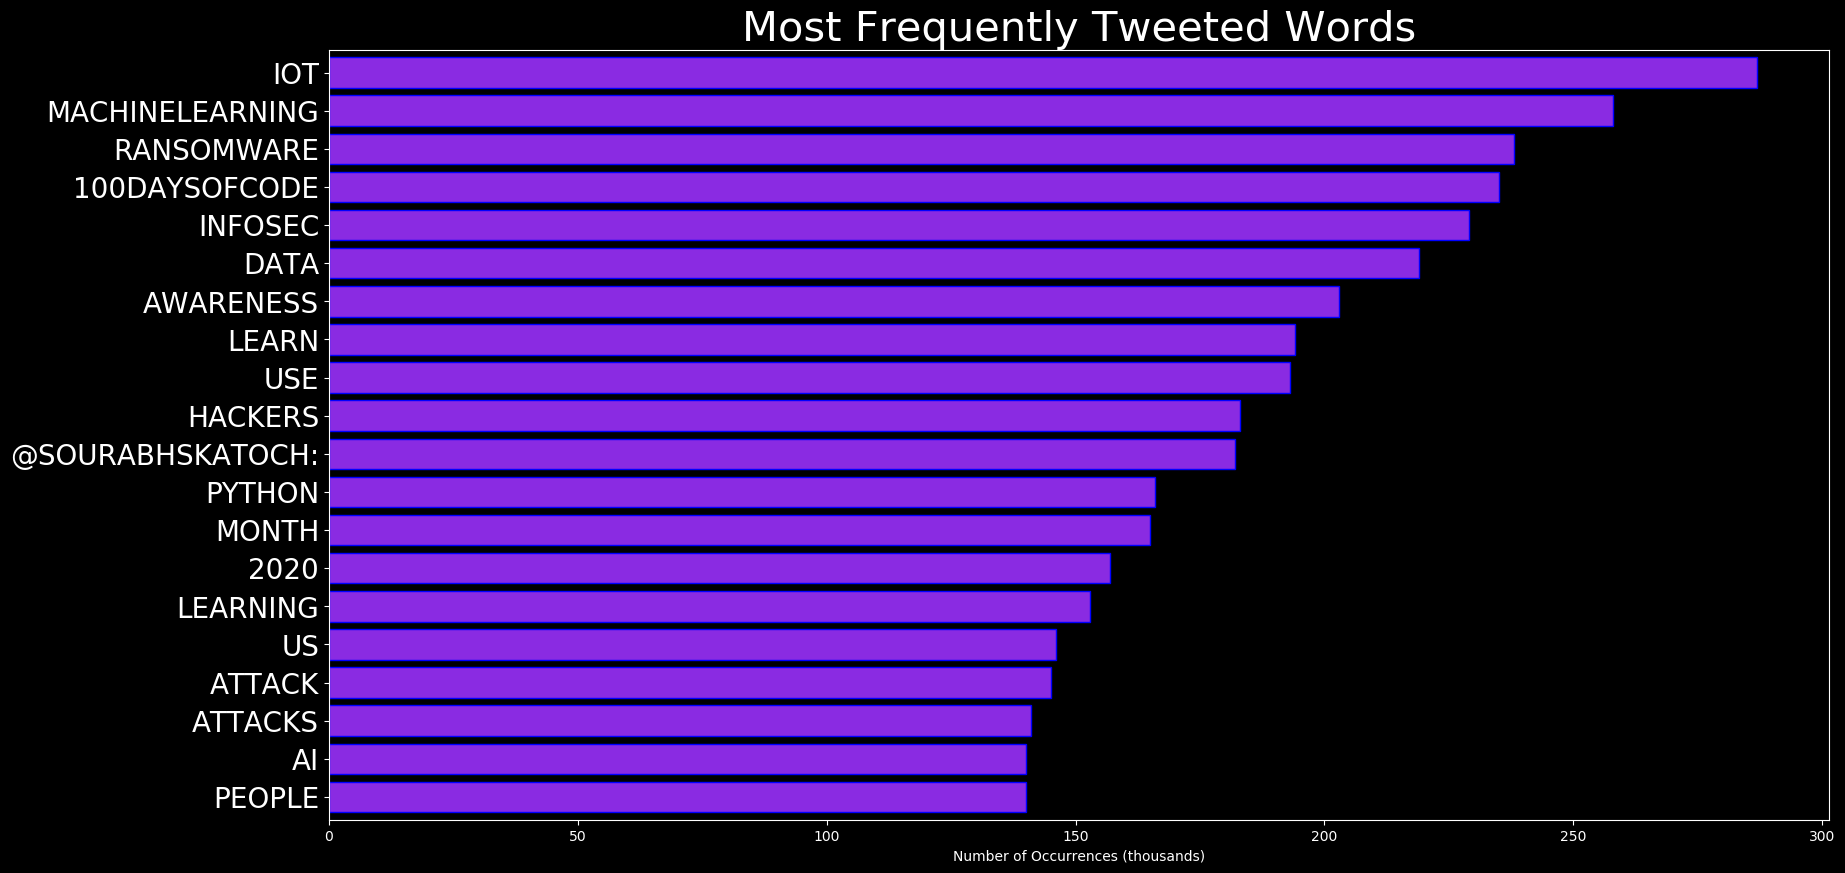 Most Frequently Tweeted Words
IOT
MACHINELEARNING
RANSOMWARE
100DAYSOFCODE
INFOSEC
DATA
AWARENESS
LEARN
USE
HACKERS
@SOURABHSKATOCH:
PYTHON
MONTH
2020
LEARNING
US
ATTACK
ATTACKS
AI
PEOPLE
0 50 100 150 200 250 300
Number of Occurrences (thousands)